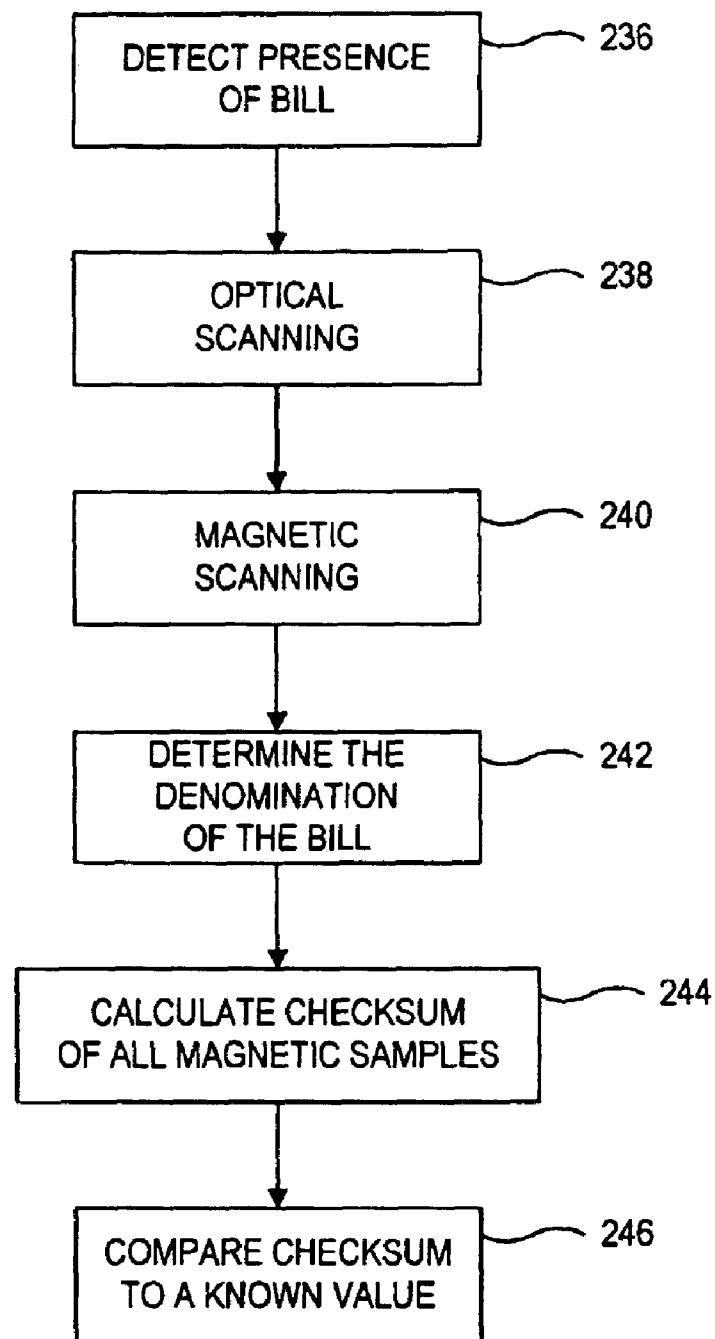 DETECT PRESENCE
OF BILL
236
OPTICAL
SCANNING
238
MAGNETIC
SCANNING
240
DETERMINE THE
DENOMINATION
OF THE BILL
242
CALCULATE CHECKSUM
OF ALL MAGNETIC SAMPLES
244
COMPARE CHECKSUM
TO A KNOWN VALUE
246